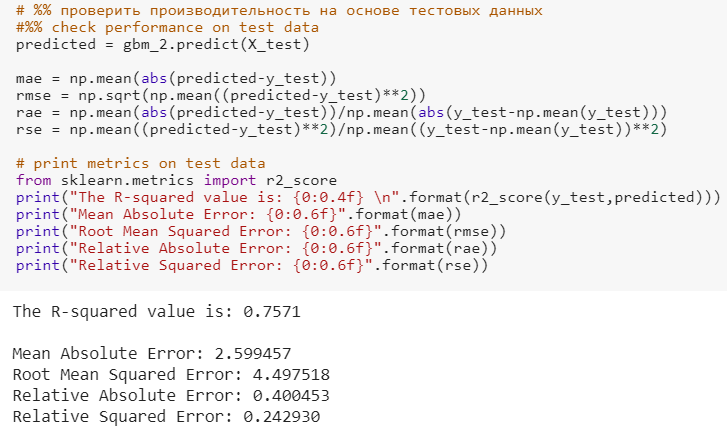 # %% проверить производительность на основе тестовых данных
#%% check performance on test data
predicted = gbm_2.predict(X_test)
mae = np.mean(abs(predicted-y_test))
rmse = np.sqrt(np.mean((predicted-y_test)**2))
rae = np.mean(abs(predicted-y_test))/np.mean(abs(y_test-np.mean(y_test)))
rse = np.mean((predicted-y_test)**2)/np.mean((y_test-np.mean(y_test))**2)
# print metrics on test data
from sklearn.metrics import r2_score
print("The R-squared value is: {0:0.4f} \n".format(r2_score(y_test,predicted)))
print("Mean Absolute Error: {0:0.6f}".format(mae))
print("Root Mean Squared Error: {0:0.6f}".format(rmse))
print("Relative Absolute Error: {0:0.6f}".format(rae))
print("Relative Squared Error: {0:0.6f}".format(rse))
The R-squared value is: 0.7571
Mean Absolute Error: 2.599457
Root Mean Squared Error: 4.497518
Relative Absolute Error: 0.400453
Relative Squared Error: 0.242930